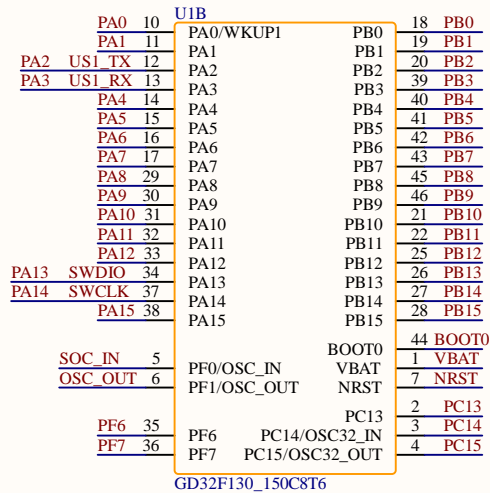 U1B
PA0 10 PA0/WKUP1 PB0 18 PB0
PA1 11 PA1 PB1 19 PB1
PA2 US1_TX 12 PA2 PB2 20 PB2
PA3 US1_RX 13 PA3 PB3 39 PB3
PA4 14 PA4 PB4 40 PB4
PA5 15 PA5 PB5 41 PB5
PA6 16 PA6 PB6 42 PB6
PA7 17 PA7 PB7 43 PB7
PA8 29 PA8 PB8 45 PB8
PA9 30 PA9 PB9 46 PB9
PA10 31 PA10 PB10 21 PB10
PA11 32 PA11 PB11 22 PB11
PA12 33 PA12 PB12 25 PB12
PA13 SWDIO 34 PA13 PB13 26 PB13
PA14 SWCLK 37 PA14 PB14 27 PB14
PA15 38 PA15 PB15 28 PB15
BOOT0 44 BOOT0
SOC_IN 5 PF0/OSC_IN VBAT 1 VBAT
OSC_OUT 6 PF1/OSC_OUT NRST 7 NRST
PC13 2 PC13
PF6 35 PF6 PC14/OSC32_IN 3 PC14
PF7 36 PF7 PC15/OSC32_OUT 4 PC15
GD32F130_150C8T6